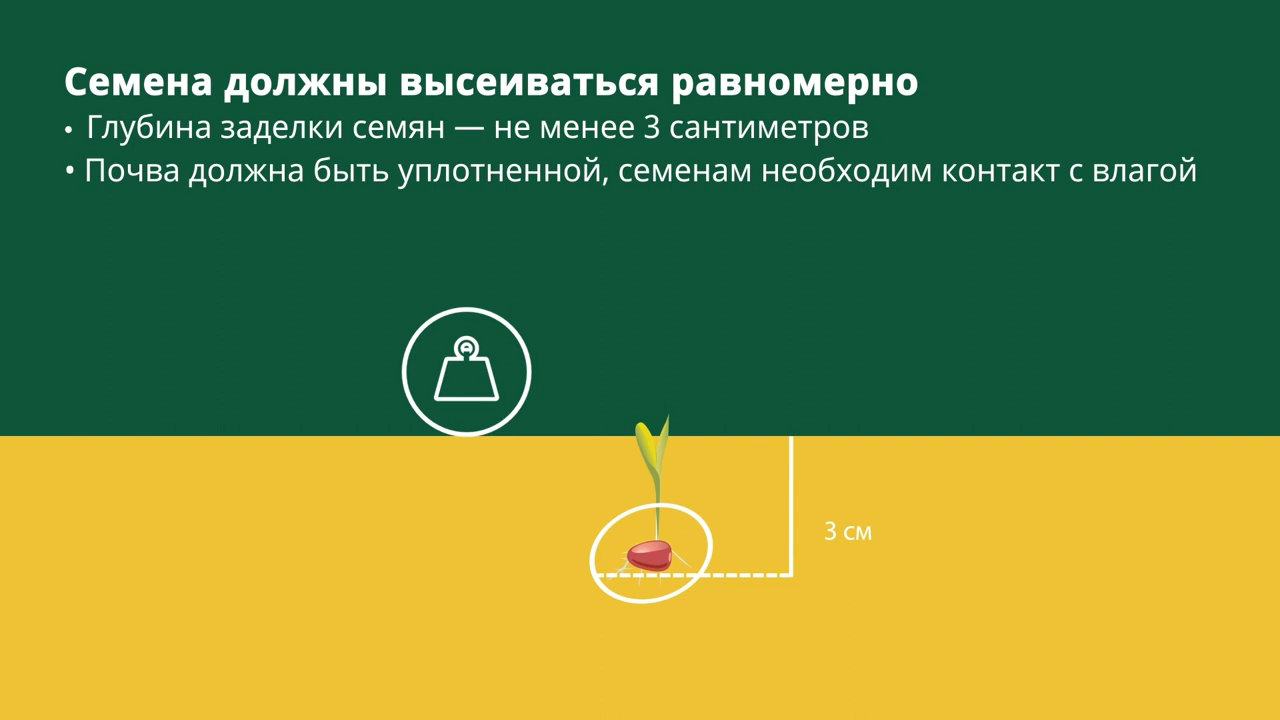 Семена должны высеиваться равномерно
• Глубина заделки семян — не менее 3 сантиметров
• Почва должна быть уплотненной, семенам необходим контакт с влагой
3 см